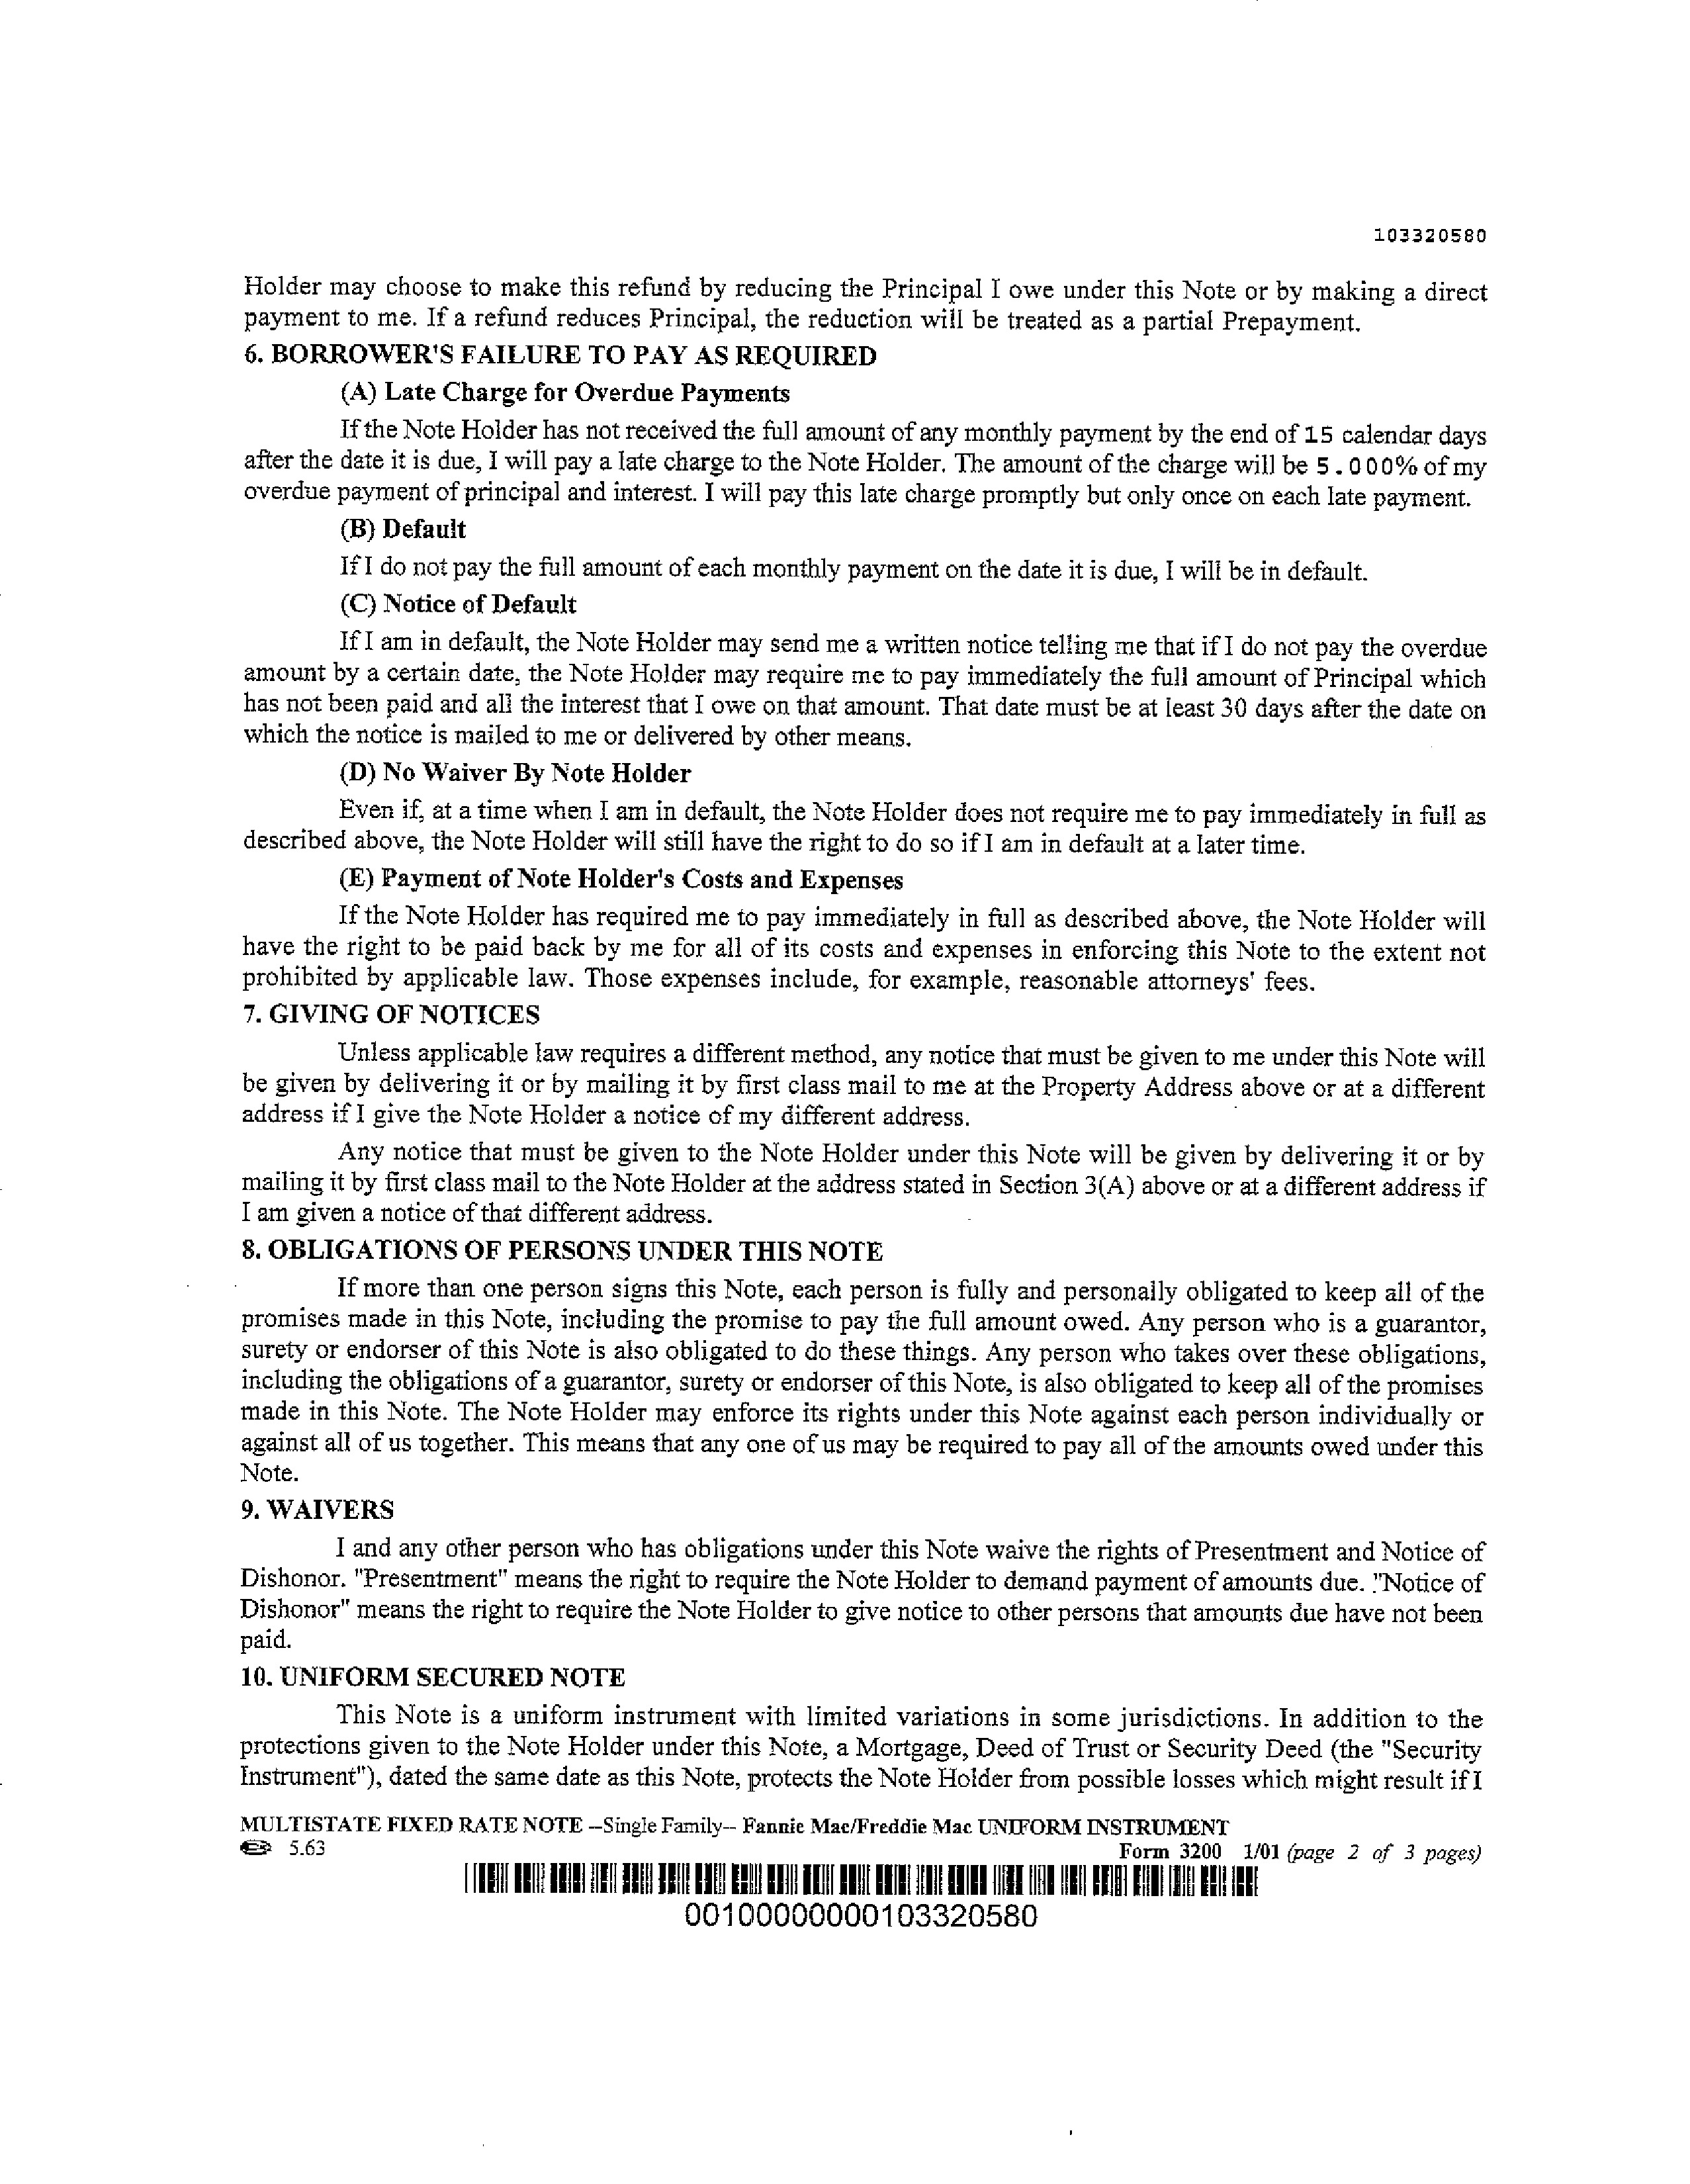 103320580
Holder may choose to make this refund by reducing the Principal I owe under this Note or by making a direct
payment to me. If a refund reduces Principal, the reduction will be treated as a partial Prepayment.
6. BORROWER'S FAILURE TO PAY AS REQUIRED
(A) Late Charge for Overdue Payments
If the Note Holder has not received the full amount of any monthly payment by the end of 15 calendar days
after the date it is due, I will pay a late charge to the Note Holder. The amount of the charge will be 5.000% of my
overdue payment of principal and interest. I will pay this late charge promptly but only once on each late payment.
(B) Default
If I do not pay the full amount of each monthly payment on the date it is due, I will be in default.
(C) Notice of Default
If I am in default, the Note Holder may send me a written notice telling me that if I do not pay the overdue
amount by a certain date, the Note Holder may require me to pay immediately the full amount of Principal which
has not been paid and all the interest that I owe on that amount. That date must be at least 30 days after the date on
which the notice is mailed to me or delivered by other means.
(D) No Waiver By Note Holder
Even if, at a time when I am in default, the Note Holder does not require me to pay immediately in full as
described above, the Note Holder will still have the right to do so if I am in default at a later time.
(E) Payment of Note Holder's Costs and Expenses
If the Note Holder has required me to pay immediately in full as described above, the Note Holder will
have the right to be paid back by me for all of its costs and expenses in enforcing this Note to the extent not
prohibited by applicable law. Those expenses include, for example, reasonable attorneys' fees.
7. GIVING OF NOTICES
Unless applicable law requires a different method, any notice that must be given to me under this Note will
be given by delivering it or by mailing it by first class mail to me at the Property Address above or at a different
address if I give the Note Holder a notice of my different address.
Any notice that must be given to the Note Holder under this Note will be given by delivering it or by
mailing it by first class mail to the Note Holder at the address stated in Section 3(A) above or at a different address if
I am given a notice of that different address.
8. OBLIGATIONS OF PERSONS UNDER THIS NOTE
If more than one person signs this Note, each person is fully and personally obligated to keep all of the
promises made in this Note, including the promise to pay the full amount owed. Any person who is a guarantor,
surety or endorser of this Note is also obligated to do these things. Any person who takes over these obligations,
including the obligations of a guarantor, surety or endorser of this Note, is also obligated to keep all of the promises
made in this Note. The Note Holder may enforce its rights under this Note against each person individually or
against all of us together. This means that any one of us may be required to pay all of the amounts owed under this
Note.
9. WAIVERS
I and any other person who has obligations under this Note waive the rights of Presentment and Notice of
Dishonor. "Presentment" means the right to require the Note Holder to demand payment of amounts due. "Notice of
Dishonor" means the right to require the Note Holder to give notice to other persons that amounts due have not been
paid.
10. UNIFORM SECURED NOTE
This Note is a uniform instrument with limited variations in some jurisdictions. In addition to the
protections given to the Note Holder under this Note, a Mortgage, Deed of Trust or Security Deed (the "Security
Instrument"), dated the same date as this Note, protects the Note Holder from possible losses which might result if I
MULTISTATE FIXED RATE NOTE --Single Family-- Fannie Mae/Freddie Mac UNIFORM INSTRUMENT
5.63
Form 3200 1/01 (page 2 of 3 pages)
00100000000103320580